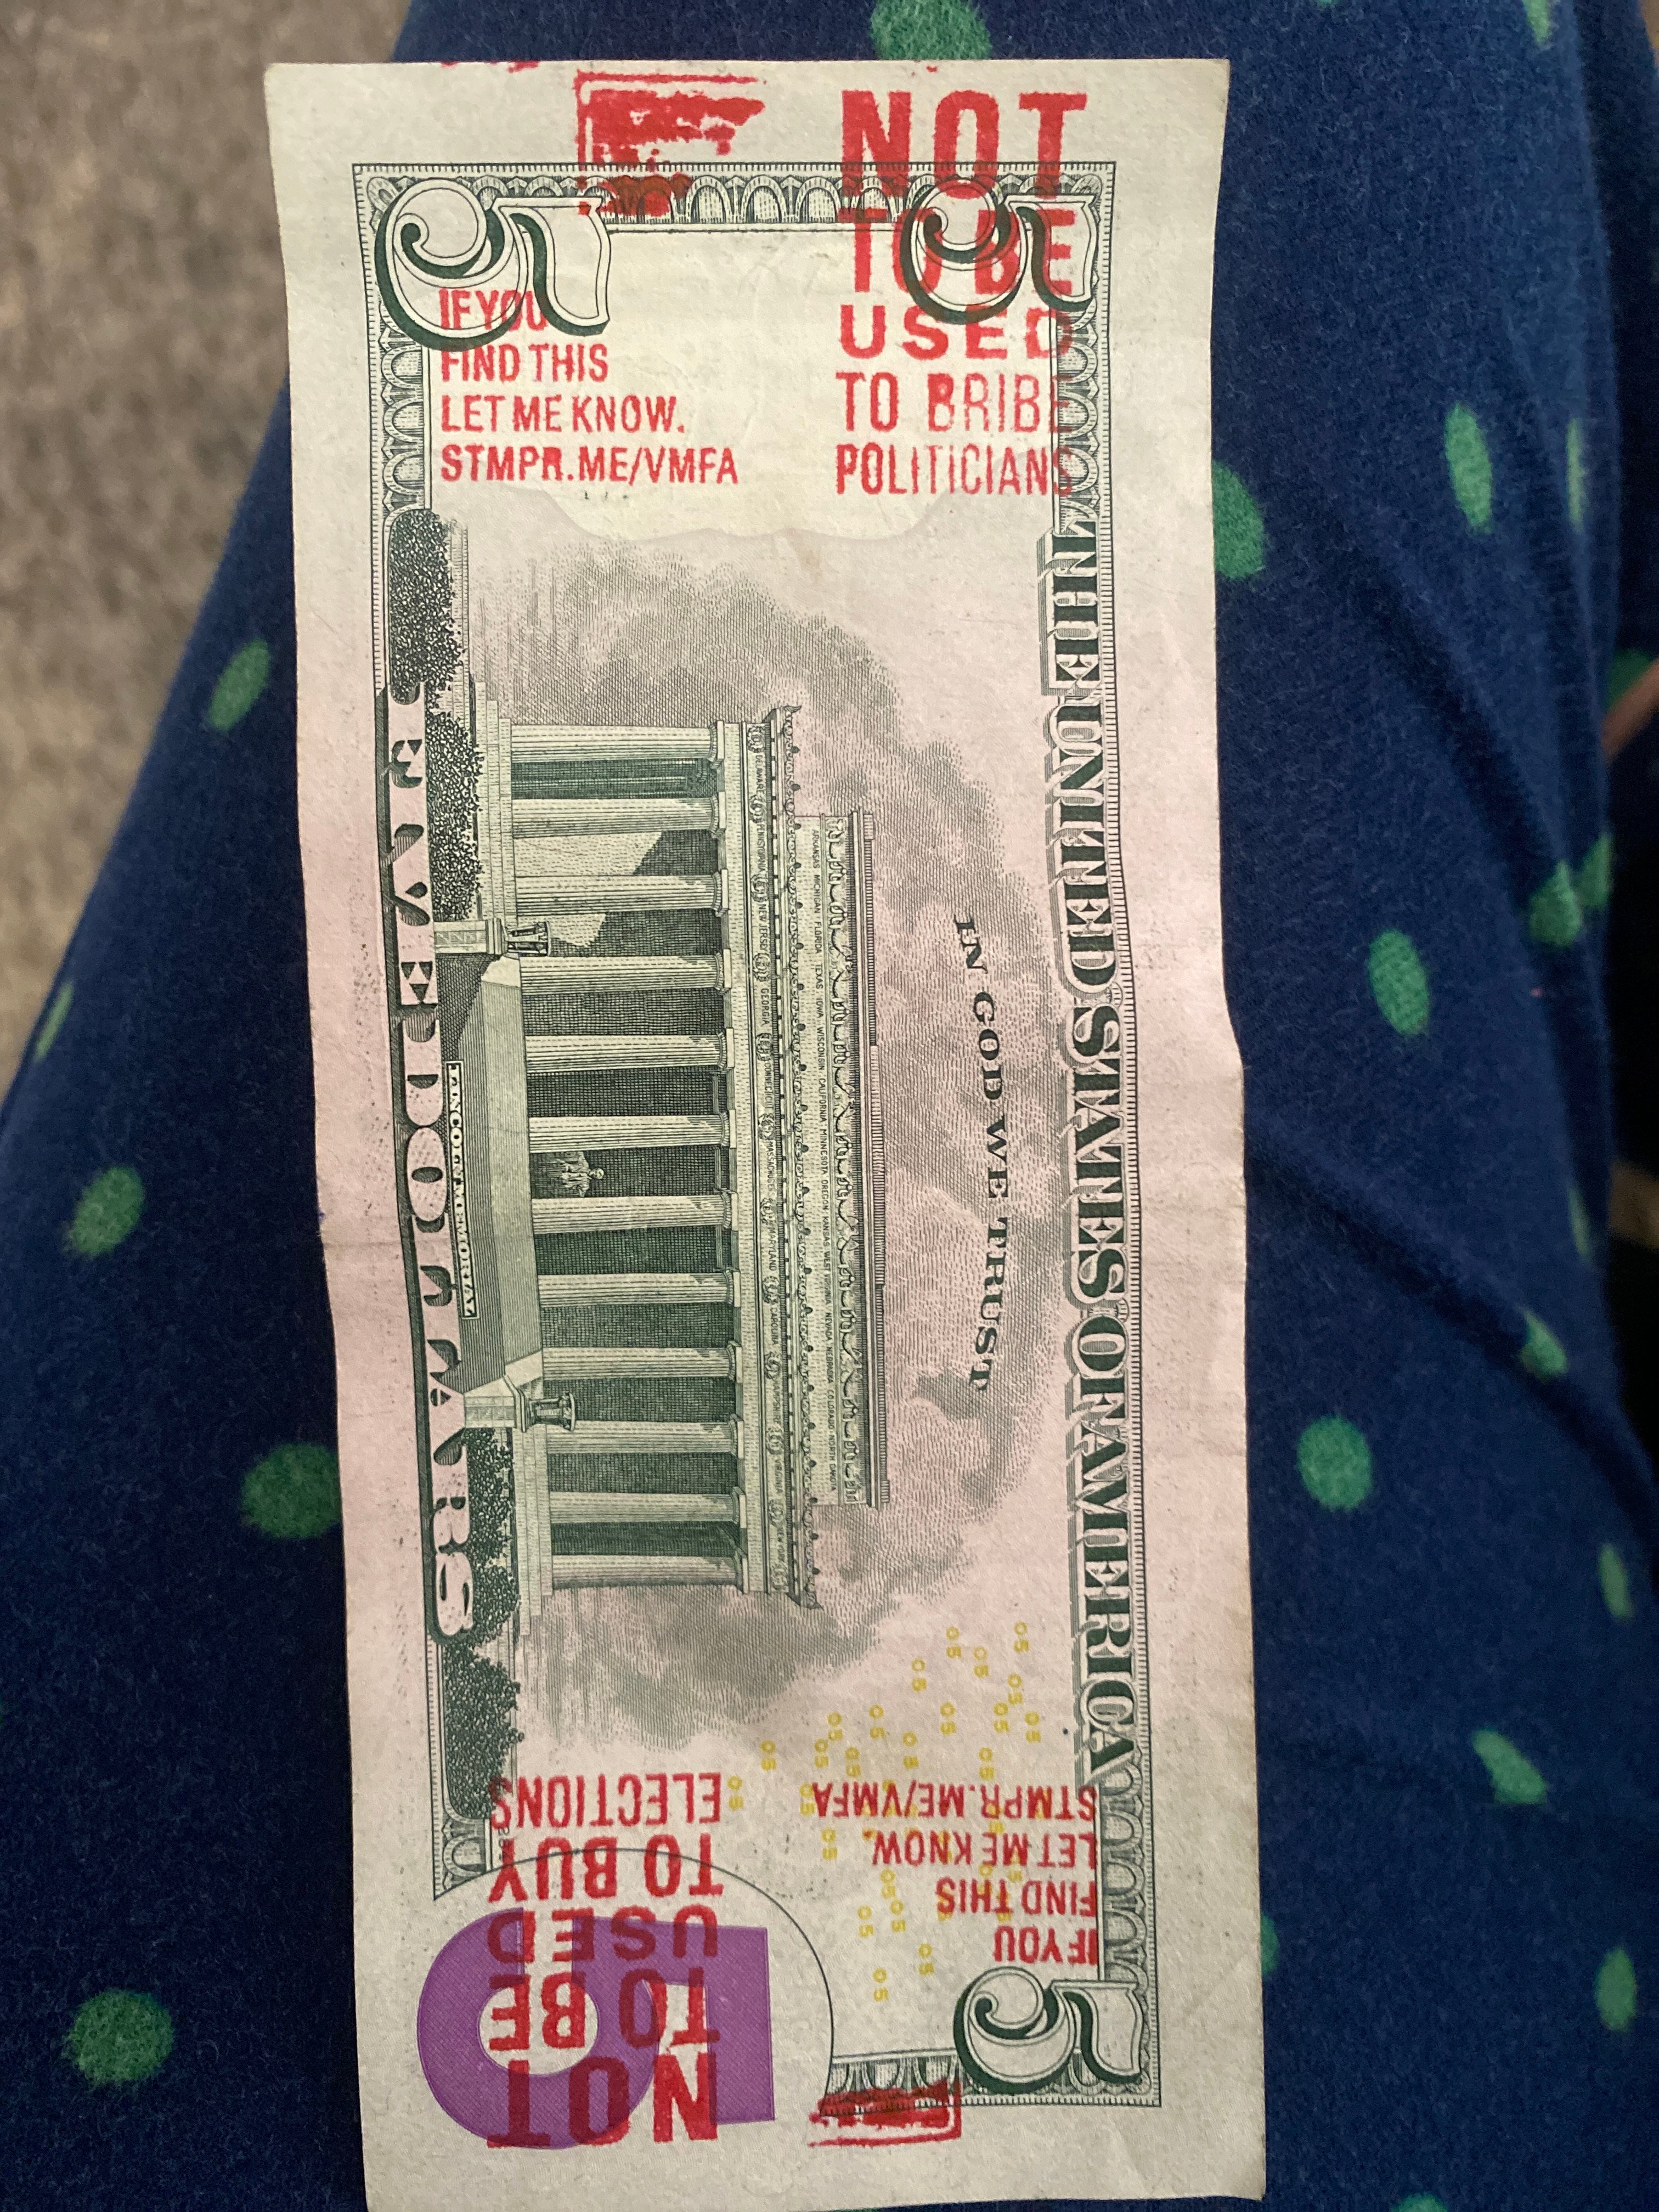 NOT
TO BE
USED
TO BRIBE
POLITICIANS
IF YOU
FIND THIS
LET ME KNOW.
STMPR.ME/VMFA
5
5
THE UNITED STATES OF AMERICA
IN GOD WE TRUST
LINCOLN MEMORIAL
FIVE DOLLARS
5
5
NOT
TO BE
USED
TO BUY
ELECTIONS
IF YOU
FIND THIS
LET ME KNOW.
STMPR.ME/VMFA